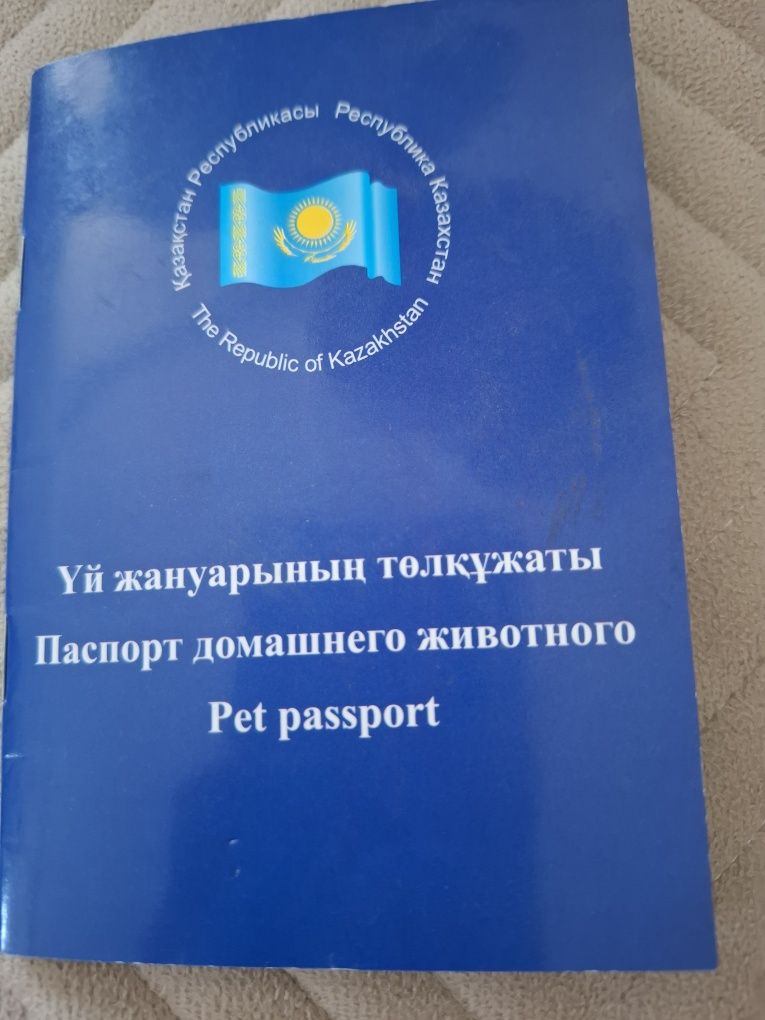 Қазақстан Республикасы
Республика Казахстан
The Republic of Kazakhstan
Үй жануарының төлқұжаты
Паспорт домашнего животного
Pet passport